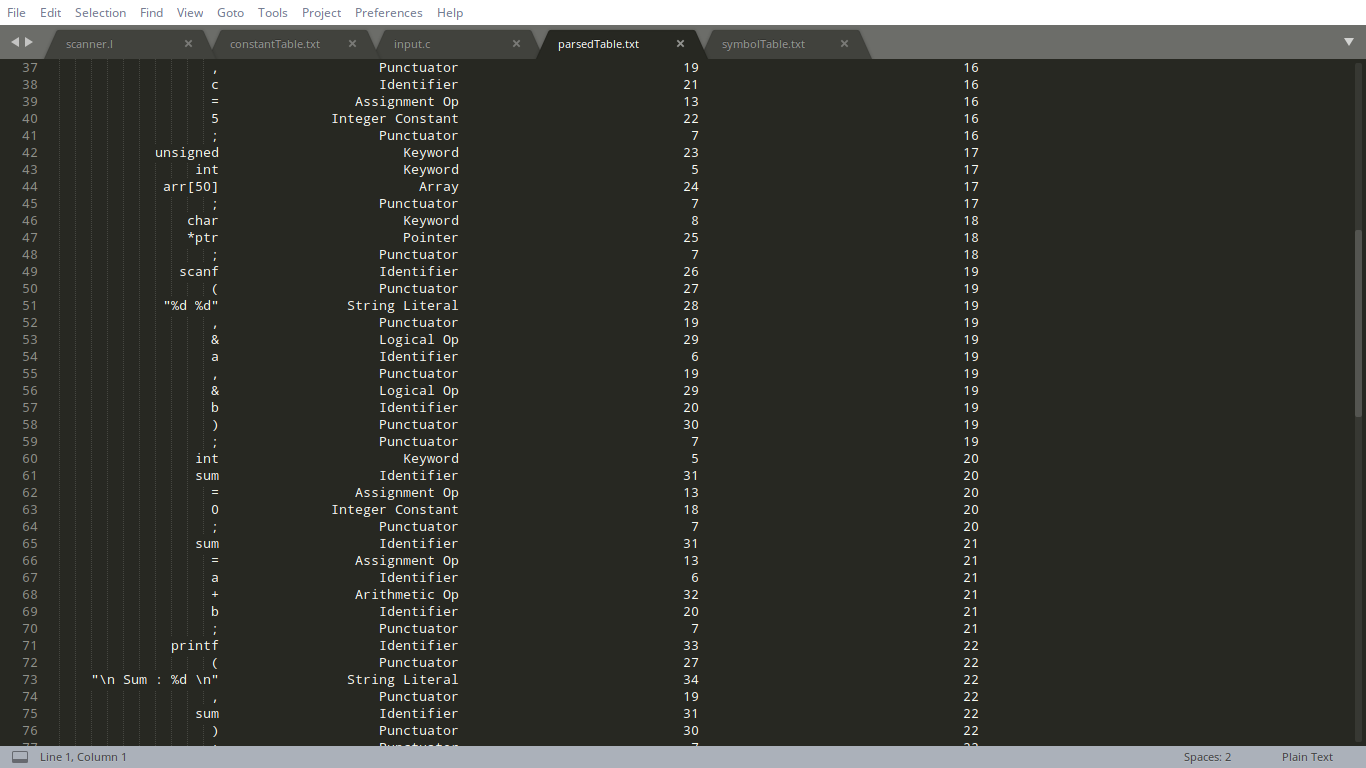 File Edit Selection Find View Goto Tools Project Preferences Help
scanner.l × constantTable.txt × input.c × parsedTable.txt × symbolTable.txt ×
37 , Punctuator 19 16
38 c Identifier 21 16
39 = Assignment Op 13 16
40 5 Integer Constant 22 16
41 ; Punctuator 7 16
42 unsigned Keyword 23 17
43 int Keyword 5 17
44 arr[50] Array 24 17
45 ; Punctuator 7 17
46 char Keyword 8 18
47 *ptr Pointer 25 18
48 ; Punctuator 7 18
49 scanf Identifier 26 19
50 ( Punctuator 27 19
51 "%d %d" String Literal 28 19
52 , Punctuator 19 19
53 & Logical Op 29 19
54 a Identifier 6 19
55 , Punctuator 19 19
56 & Logical Op 29 19
57 b Identifier 20 19
58 ) Punctuator 30 19
59 ; Punctuator 7 19
60 int Keyword 5 20
61 sum Identifier 31 20
62 = Assignment Op 13 20
63 0 Integer Constant 18 20
64 ; Punctuator 7 20
65 sum Identifier 31 21
66 = Assignment Op 13 21
67 a Identifier 6 21
68 + Arithmetic Op 32 21
69 b Identifier 20 21
70 ; Punctuator 7 21
71 printf Identifier 33 22
72 ( Punctuator 27 22
73 "\n Sum : %d \n" String Literal 34 22
74 , Punctuator 19 22
75 sum Identifier 31 22
76 ) Punctuator 30 22
77 ; Punctuator 7 22
Line 1, Column 1 Spaces: 2 Plain Text